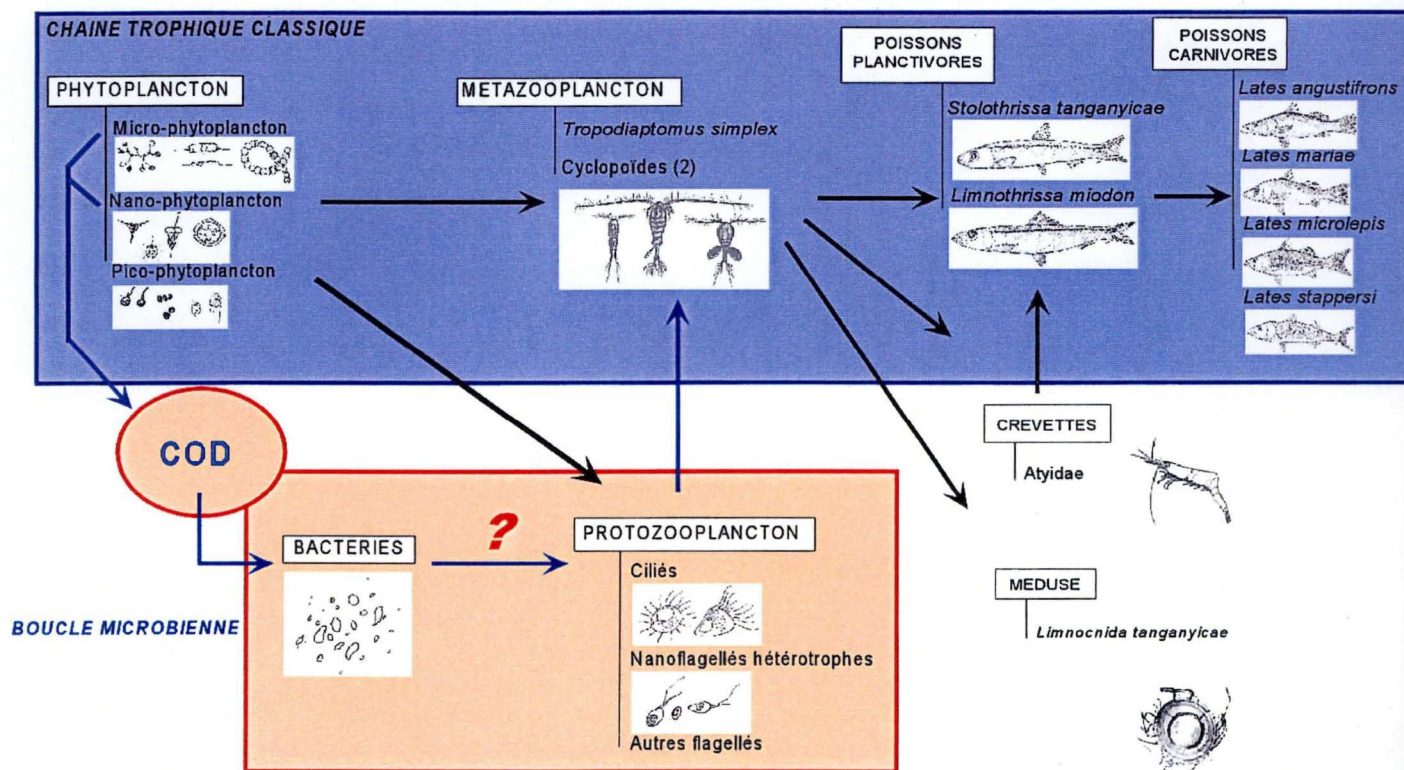 CHAINE TROPHIQUE CLASSIQUE
PHYTOPLANCTON
Micro-phytoplancton
Nano-phytoplancton
Pico-phytoplancton
METAZOOPLANCTON
Tropodiaptomus simplex
Cyclopoïdes (2)
POISSONS
PLANCTIVORES
Stolothrissa tanganyicae
Limnothrissa miodon
POISSONS
CARNIVORES
Lates angustifrons
Lates mariae
Lates microlepis
Lates stappersi
COD
BOUCLE MICROBIENNE
BACTERIES
?
PROTOZOOPLANCTON
Ciliés
Nanoflagellés hétérotrophes
Autres flagellés
CREVETTES
Atyidae
MEDUSE
Limnocnida tanganyicae